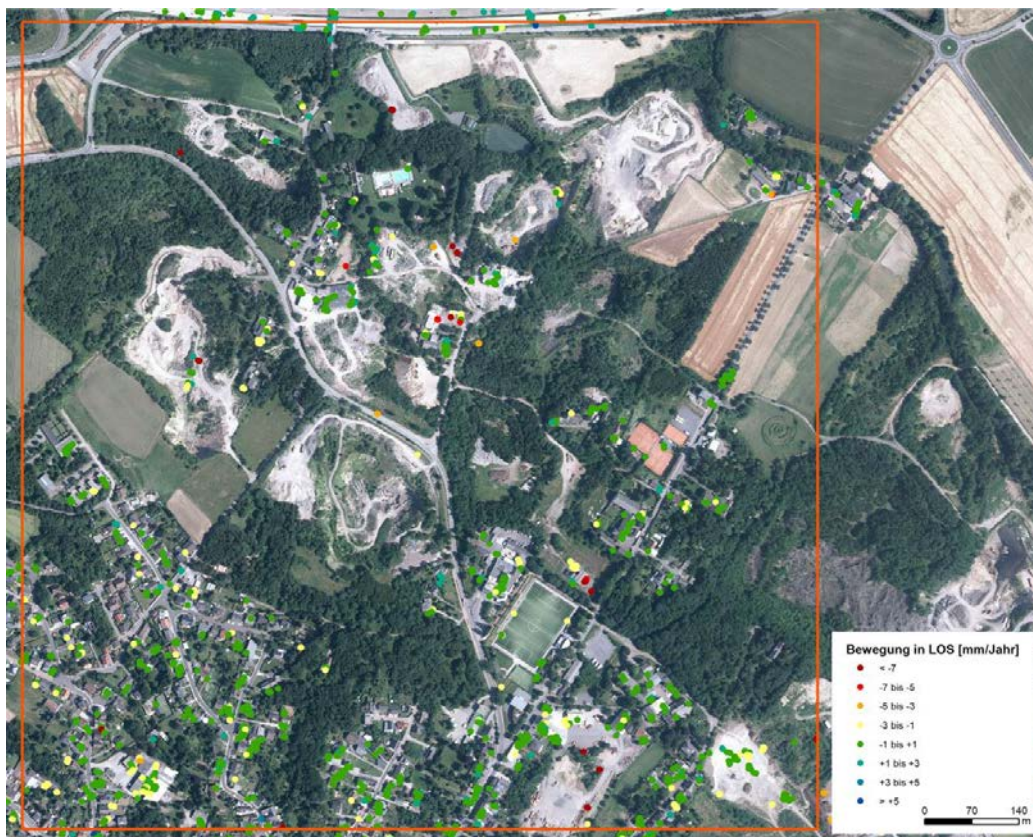 Bewegung in LOS [mm/Jahr]
< -7
-7 bis -5
-5 bis -3
-3 bis -1
-1 bis +1
+1 bis +3
+3 bis +5
> +5
0 70 140
m